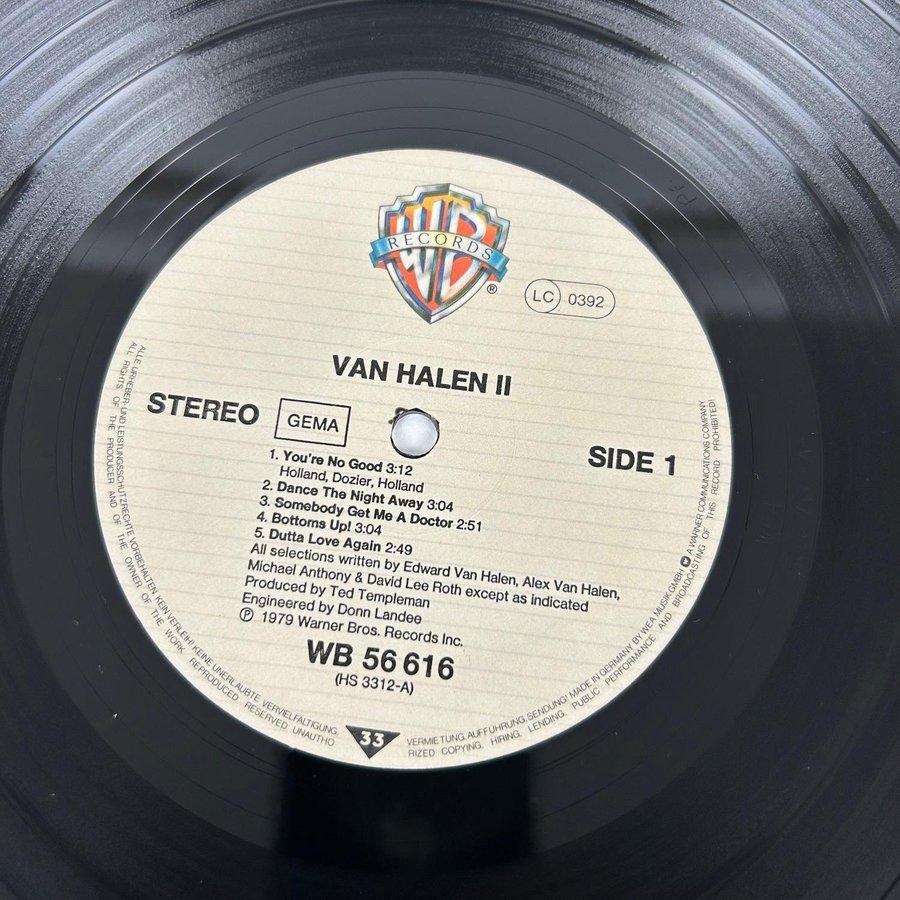 WB
RECORDS
®
LC 0392
VAN HALEN II
STEREO
GEMA
SIDE 1
1. You're No Good 3:12
Holland, Dozier, Holland
2. Dance The Night Away 3:04
3. Somebody Get Me A Doctor 2:51
4. Bottoms Up! 3:04
5. Dutta Love Again 2:49
All selections written by Edward Van Halen, Alex Van Halen,
Michael Anthony & David Lee Roth except as indicated
Produced by Ted Templeman
Engineered by Donn Landee
℗ 1979 Warner Bros. Records Inc.
WB 56 616
(HS 3312-A)
33
ALLE URHEBER- UND LEISTUNGSSCHUTZRECHTE VORBEHALTEN KEIN VERLEIH! KEINE UNERLAUBTE VERVIELFÄLTIGUNG,
VERMIETUNG, AUFFÜHRUNG, SENDUNG! MADE IN GERMANY BY WEA MUSIK GMBH A WARNER COMMUNICATIONS COMPANY
ALL RIGHTS OF THE PRODUCER AND OF THE OWNER OF THE WORK REPRODUCED RESERVED UNAUTHO
RIZED COPYING, HIRING, LENDING, PUBLIC PERFORMANCE AND BROADCASTING OF THIS RECORD PROHIBITED!